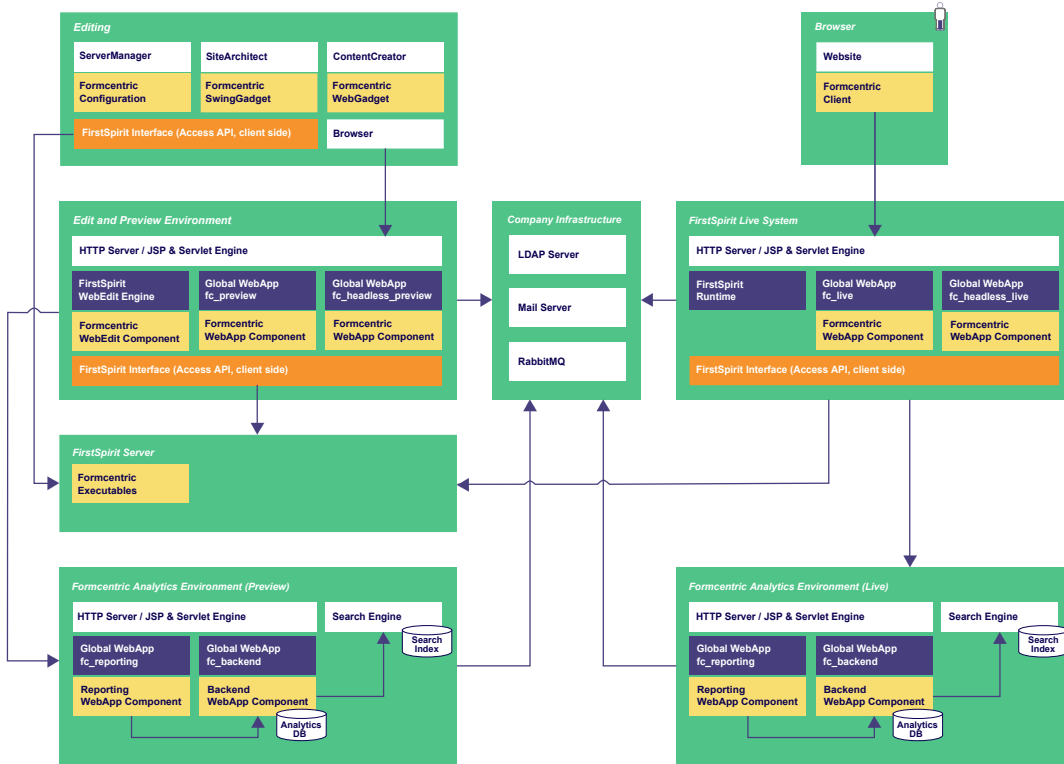 Editing
ServerManager
SiteArchitect
ContentCreator
Formcentric
Configuration
Formcentric
SwingGadget
Formcentric
WebGadget
FirstSpirit Interface (Access API, client side)
Browser
Browser
Website
Formcentric
Client
Edit and Preview Environment
HTTP Server / JSP & Servlet Engine
FirstSpirit
WebEdit Engine
Global WebApp
fc_preview
Global WebApp
fc_headless_preview
Formcentric
WebEdit Component
Formcentric
WebApp Component
Formcentric
WebApp Component
FirstSpirit Interface (Access API, client side)
Company Infrastructure
LDAP Server
Mail Server
RabbitMQ
FirstSpirit Live System
HTTP Server / JSP & Servlet Engine
FirstSpirit
Runtime
Global WebApp
fc_live
Global WebApp
fc_headless_live
Formcentric
WebApp Component
Formcentric
WebApp Component
FirstSpirit Interface (Access API, client side)
FirstSpirit Server
Formcentric
Executables
Formcentric Analytics Environment (Preview)
HTTP Server / JSP & Servlet Engine
Search Engine
Search
Index
Global WebApp
fc_reporting
Global WebApp
fc_backend
Reporting
WebApp Component
Backend
WebApp Component
Analytics
DB
Formcentric Analytics Environment (Live)
HTTP Server / JSP & Servlet Engine
Search Engine
Search
Index
Global WebApp
fc_reporting
Global WebApp
fc_backend
Reporting
WebApp Component
Backend
WebApp Component
Analytics
DB